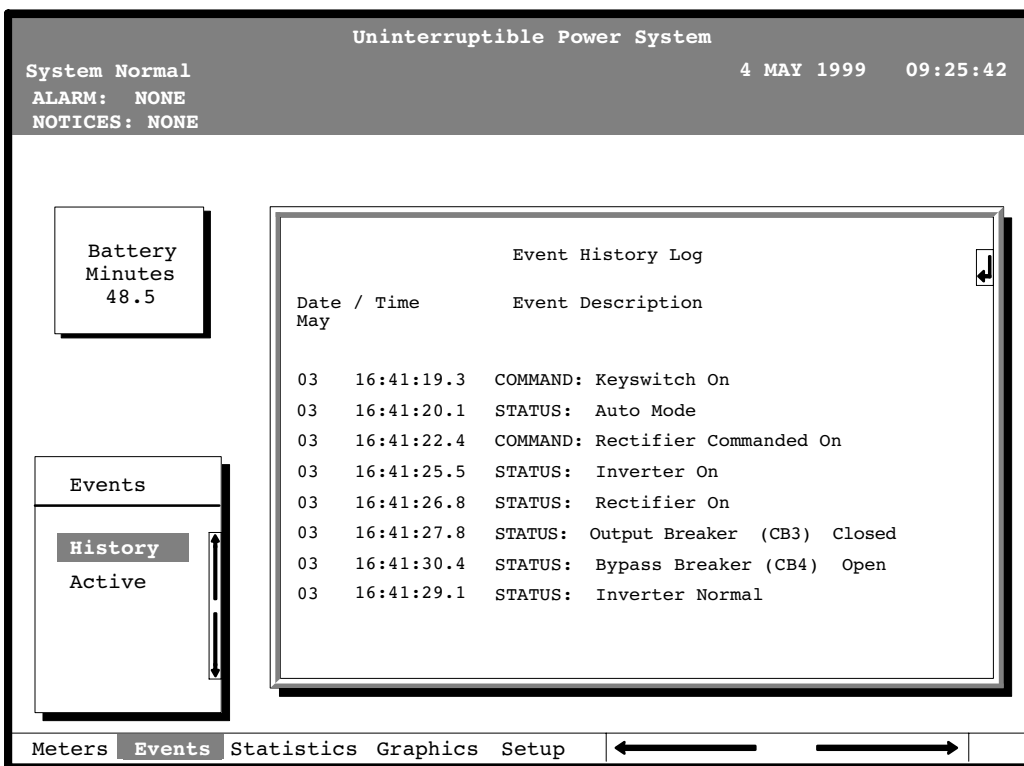 Uninterruptible Power System
System Normal
4 MAY 1999 09:25:42
ALARM: NONE
NOTICES: NONE
Battery
Minutes
48.5
Event History Log
Date / Time Event Description
May
03 16:41:19.3 COMMAND: Keyswitch On
03 16:41:20.1 STATUS: Auto Mode
03 16:41:22.4 COMMAND: Rectifier Commanded On
03 16:41:25.5 STATUS: Inverter On
03 16:41:26.8 STATUS: Rectifier On
03 16:41:27.8 STATUS: Output Breaker (CB3) Closed
03 16:41:30.4 STATUS: Bypass Breaker (CB4) Open
03 16:41:29.1 STATUS: Inverter Normal
Events
History
Active
Meters Events Statistics Graphics Setup